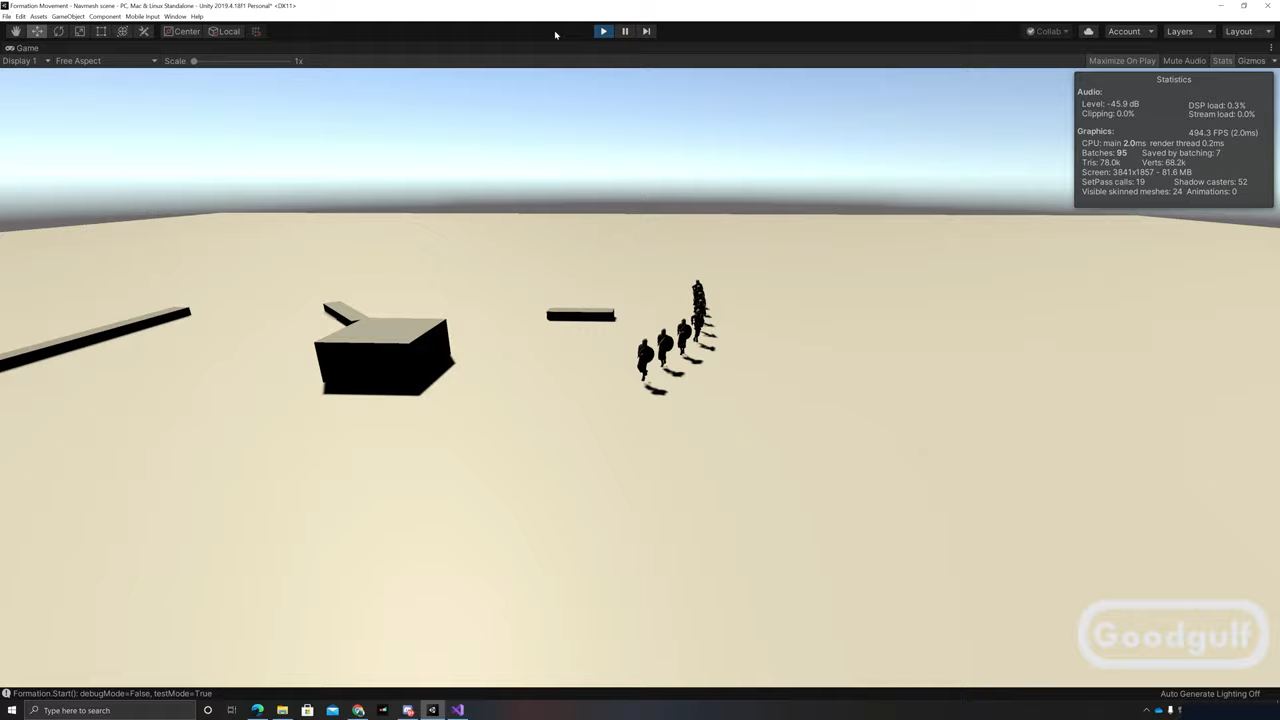 Formation Movement - Navmesh scene - PC, Mac & Linux Standalone - Unity 2019.4.18f1 Personal* <DX11>
File Edit Assets GameObject Component Mobile Input Window Help
Center Local Collab Account Layers Layout
Game
Display 1 Free Aspect Scale 1x Maximize On Play Mute Audio Stats Gizmos
Statistics
Audio:
Level: -45.9 dB DSP load: 0.3%
Clipping: 0.0% Stream load: 0.0%
Graphics: 494.3 FPS (2.0ms)
CPU: main 2.0ms render thread 0.2ms
Batches: 95 Saved by batching: 7
Tris: 78.0k Verts: 68.2k
Screen: 3841x1857 - 81.6 MB
SetPass calls: 19 Shadow casters: 52
Visible skinned meshes: 24 Animations: 0
Goodgulf
Formation.Start(): debugMode=False, testMode=True Auto Generate Lighting Off
Type here to search